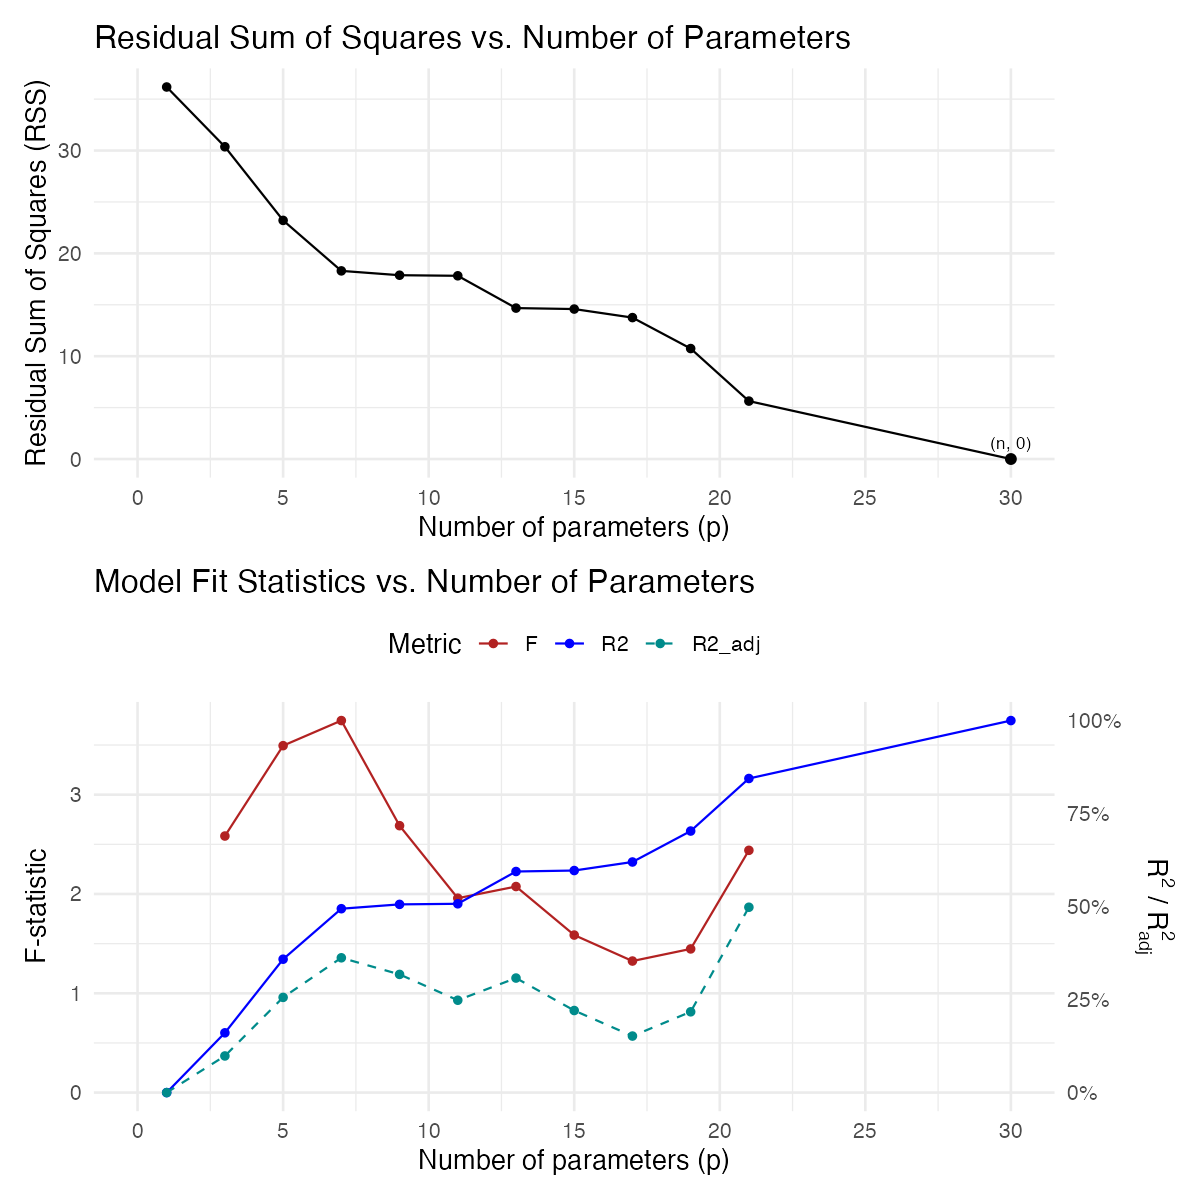 Residual Sum of Squares vs. Number of Parameters
Residual Sum of Squares (RSS)
30
20
10
0
(n, 0)
0 5 10 15 20 25 30
Number of parameters (p)
Model Fit Statistics vs. Number of Parameters
Metric F R2 R2_adj
F-statistic
3
2
1
0
100%
75%
50%
25%
0%
R² / R²adj
0 5 10 15 20 25 30
Number of parameters (p)